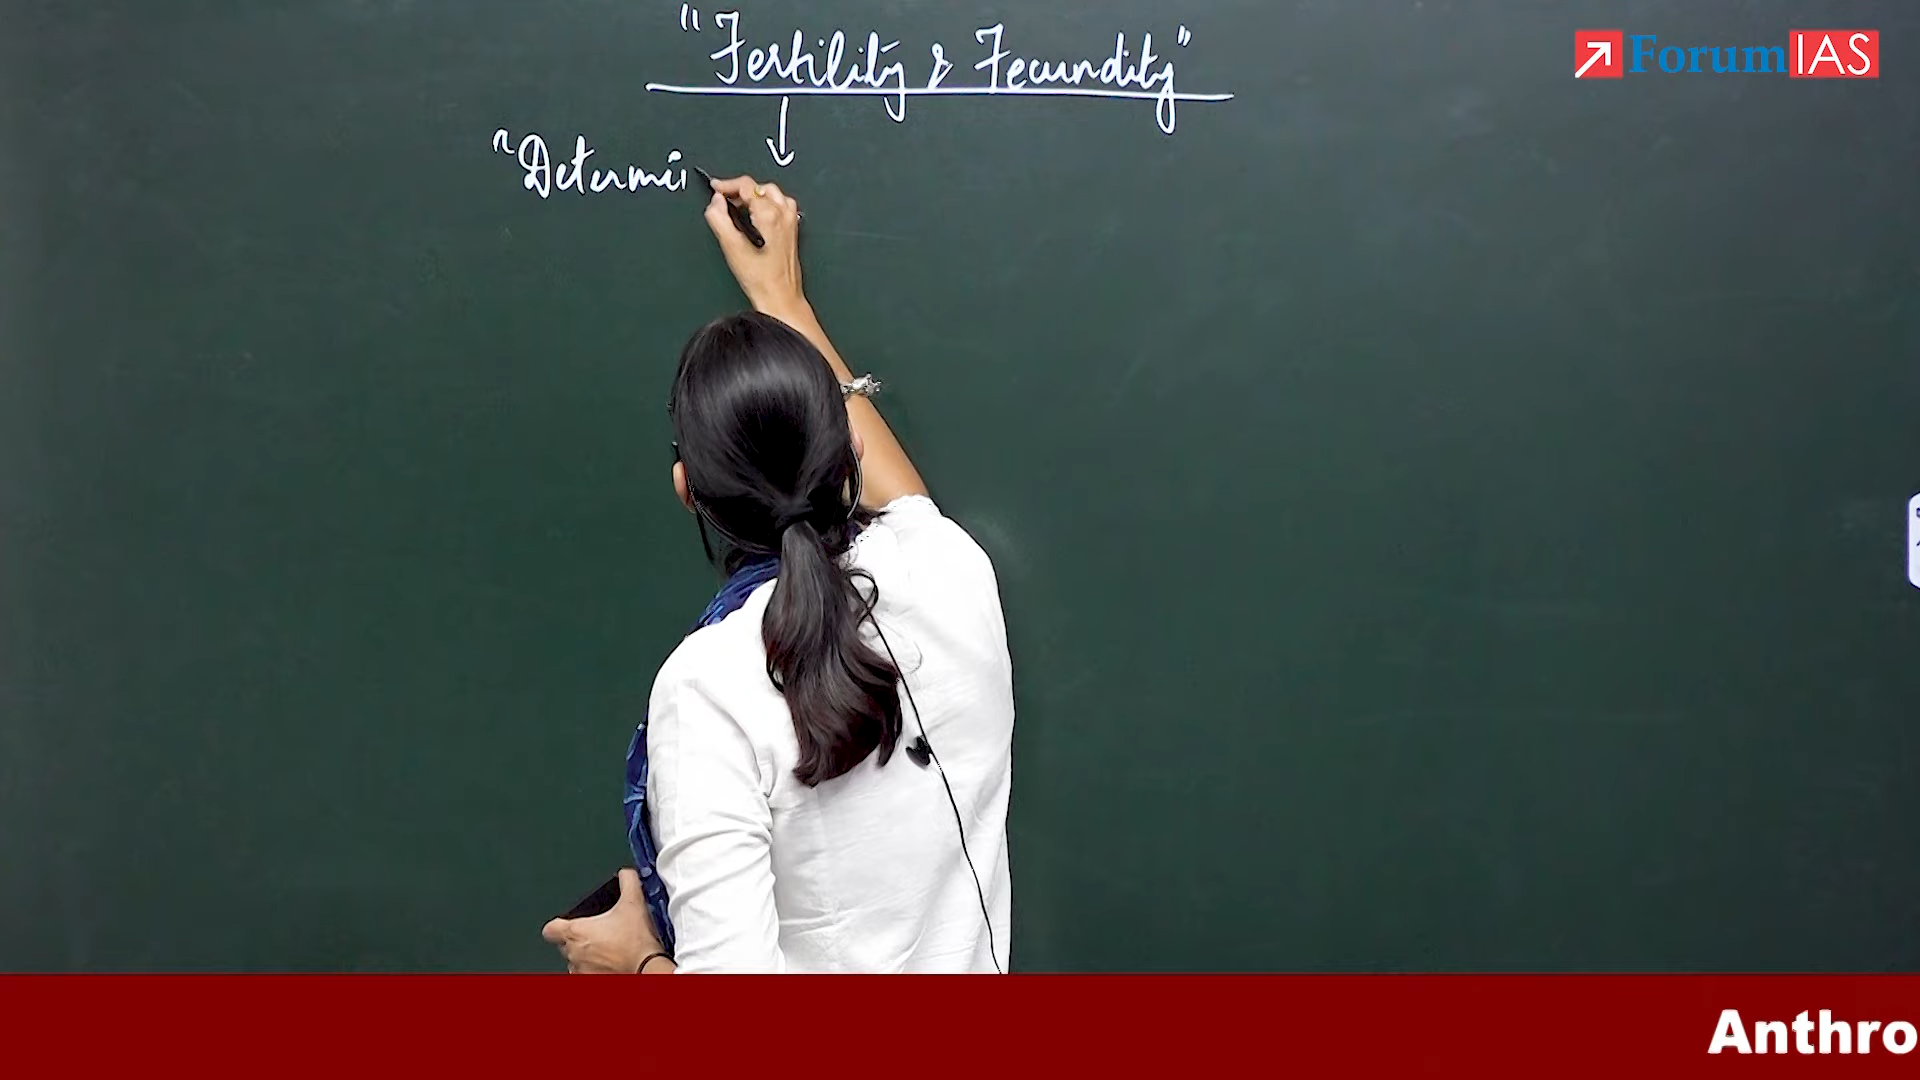 "Fertility & Fecundity"
ForumIAS
"Determi
Anthro